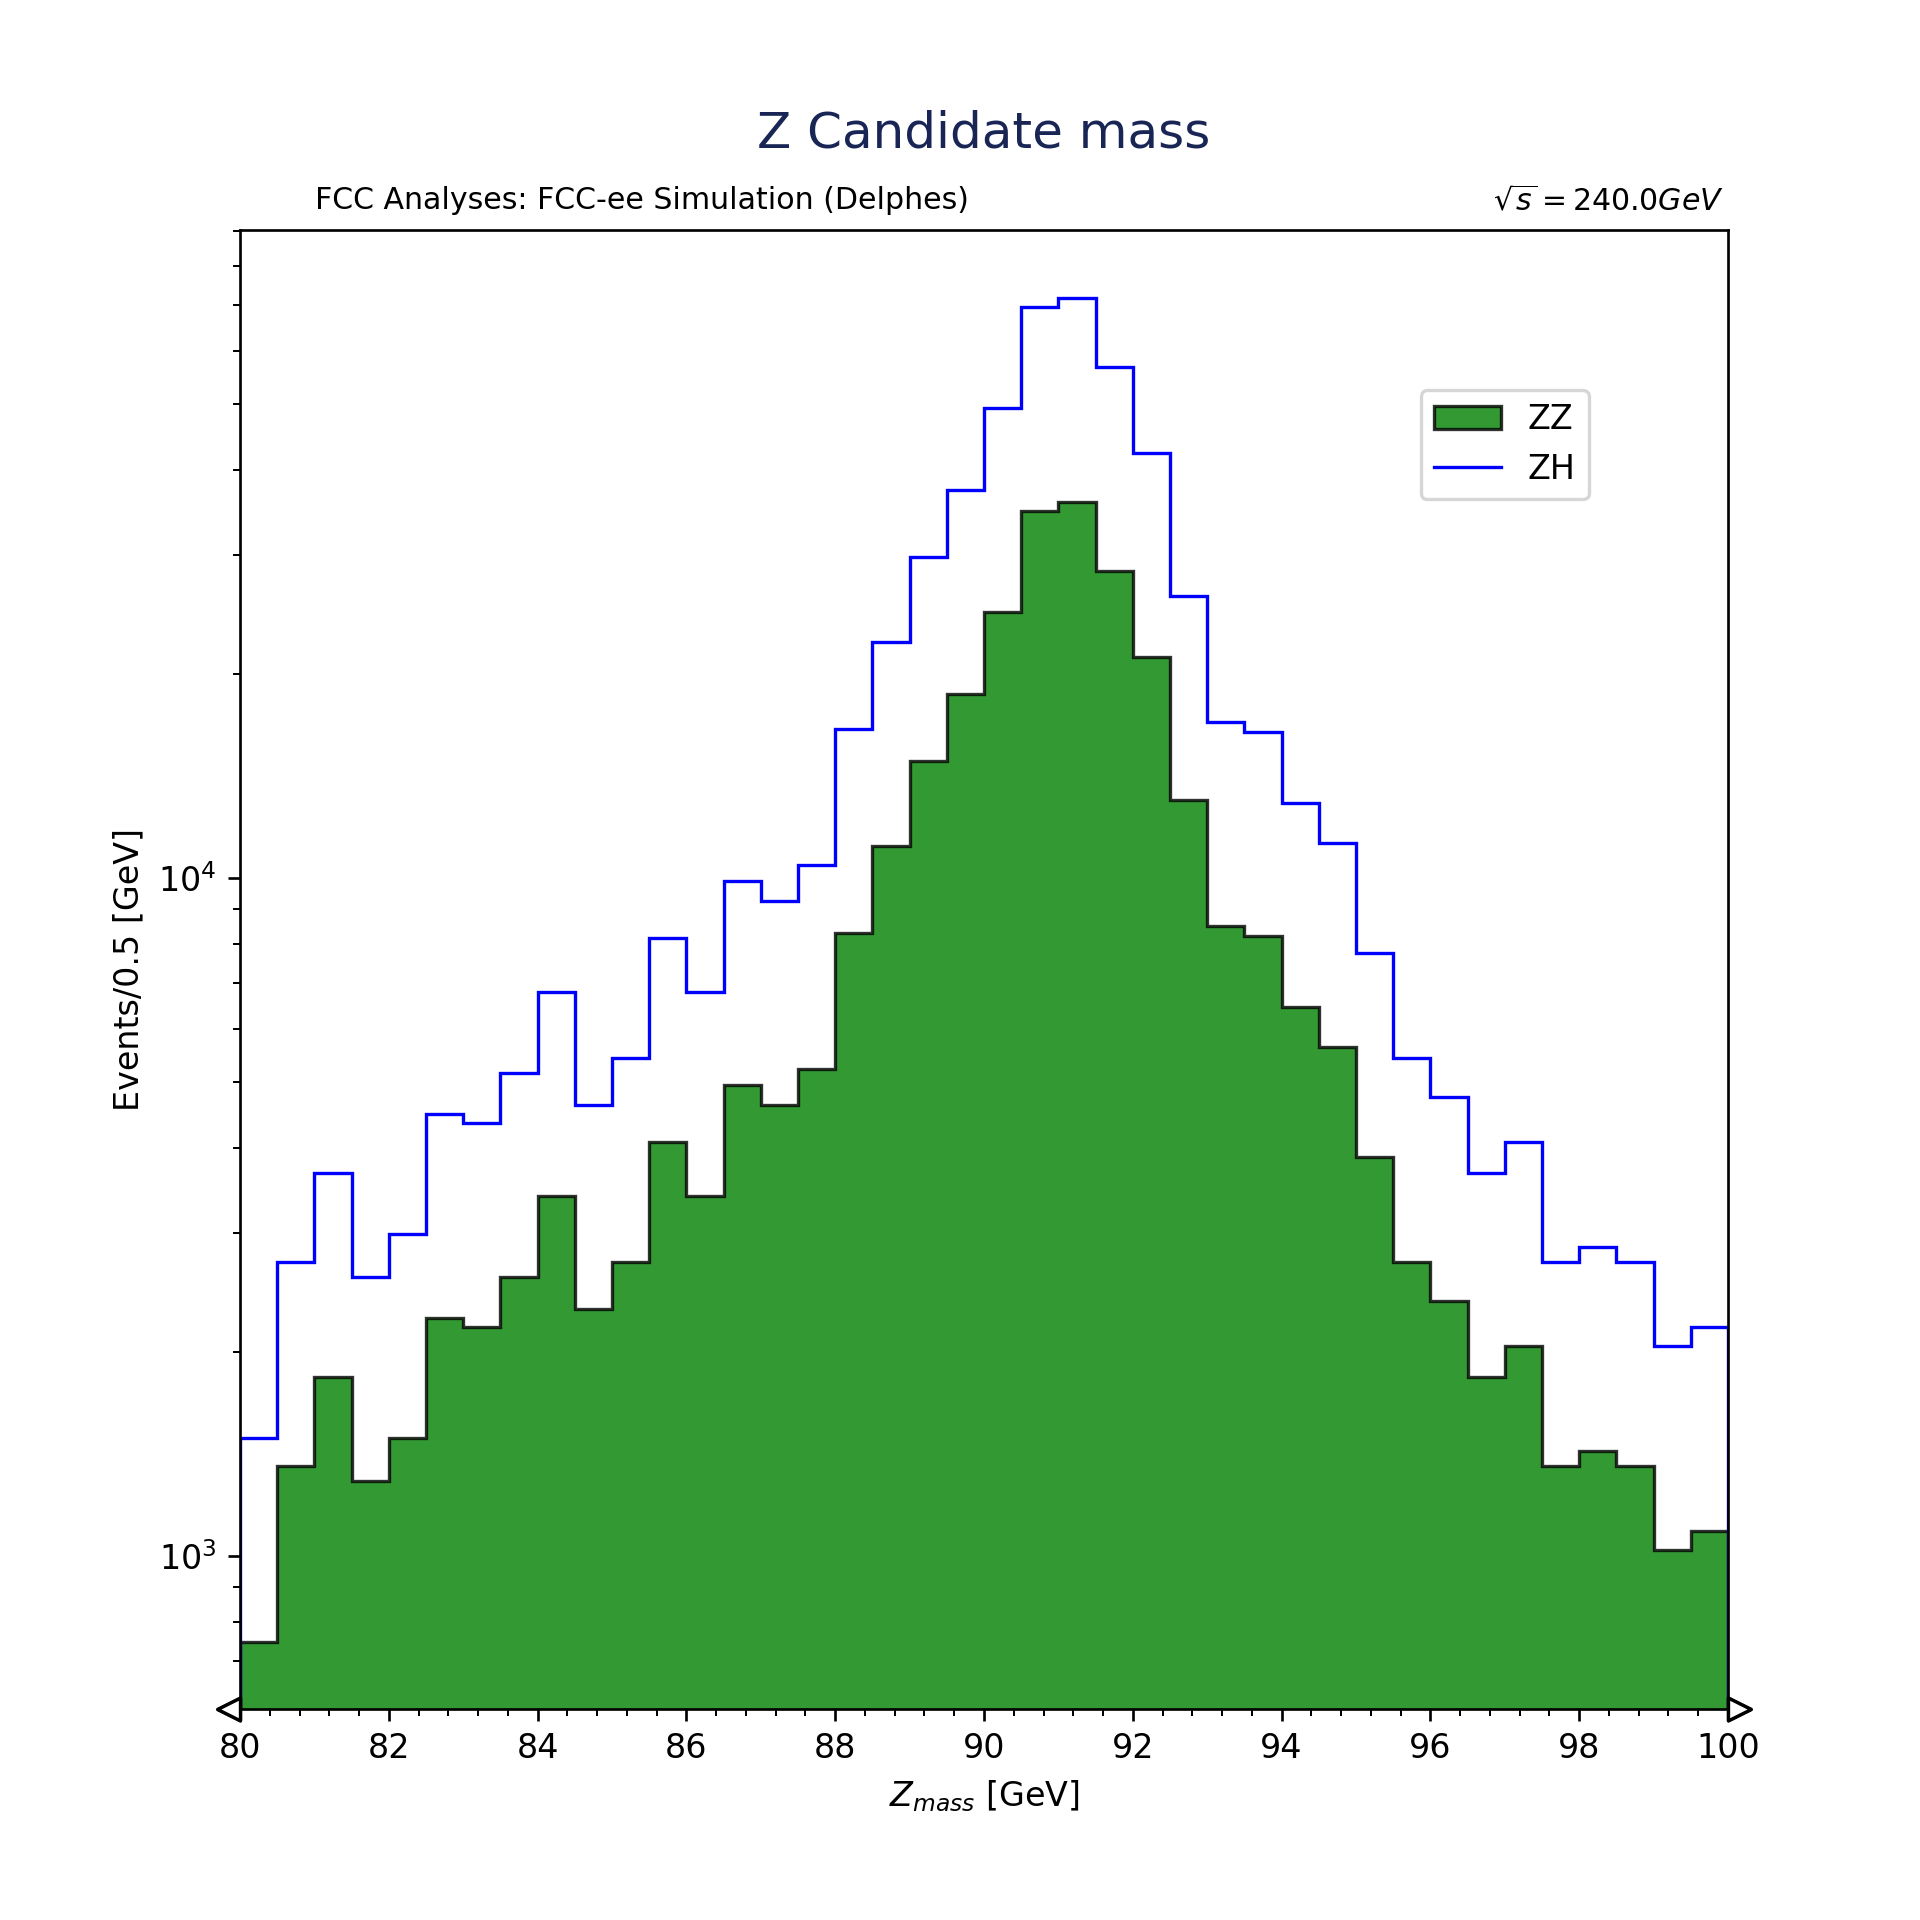 Z Candidate mass
FCC Analyses: FCC-ee Simulation (Delphes)
√s = 240.0GeV
ZZ
ZH
Events/0.5 [GeV]
10⁴
10³
80 82 84 86 88 90 92 94 96 98 100
Z_mass [GeV]